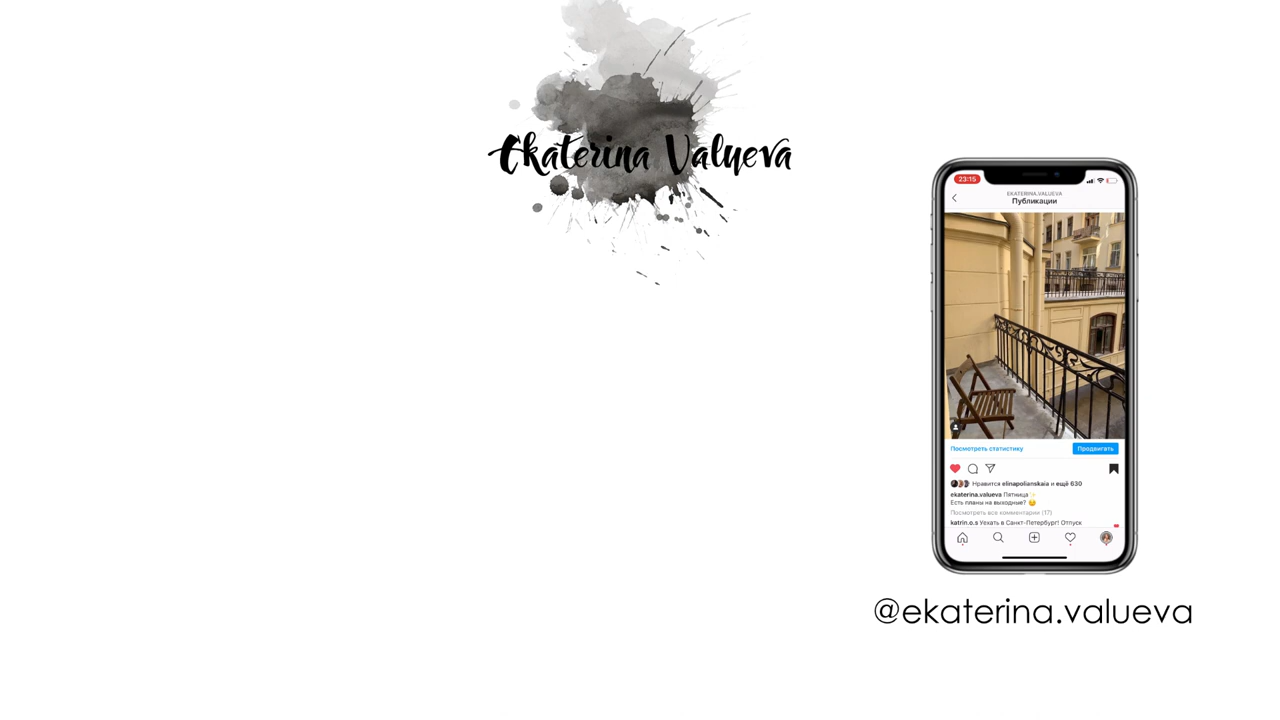 Ekaterina Valueva
23:15
EKATERINA.VALUEVA
Публикации
Посмотреть статистику
Продвигать
Нравится elinapolianskaia и ещё 630
ekaterina.valueva Пятница✨
Есть планы на выходные? 😏
Посмотреть все комментарии (17)
katrin.o.s Уехать в Санкт-Петербург! Отпуск
@ekaterina.valueva